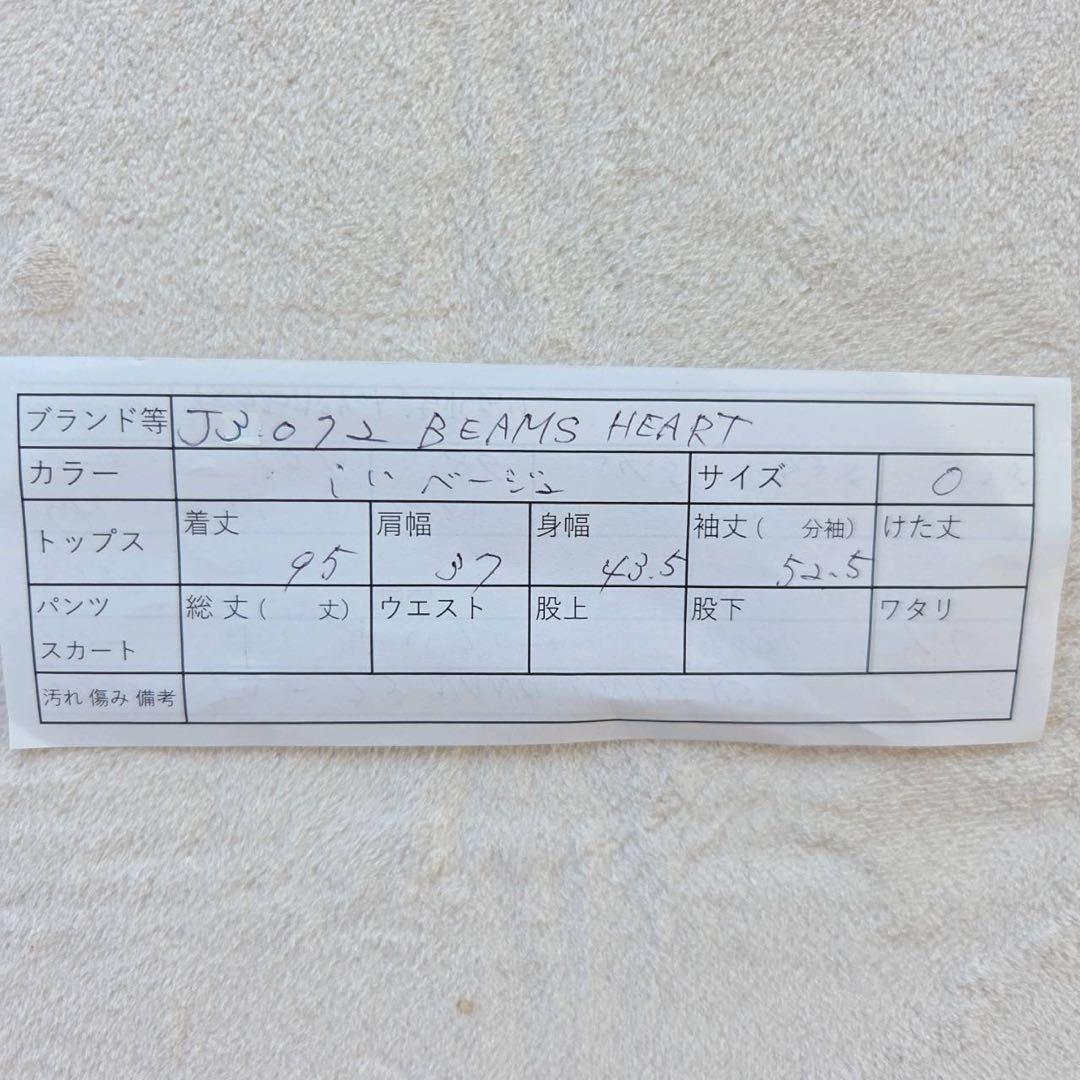 ブランド等 J3.072 BEAMS HEART
カラー こいベージュ サイズ 0
トップス 着丈 95 肩幅 37 身幅 43.5 袖丈( 分袖) 52.5 けた丈
パンツ スカート 総丈( 丈) ウエスト 股上 股下 ワタリ
汚れ 傷み 備考